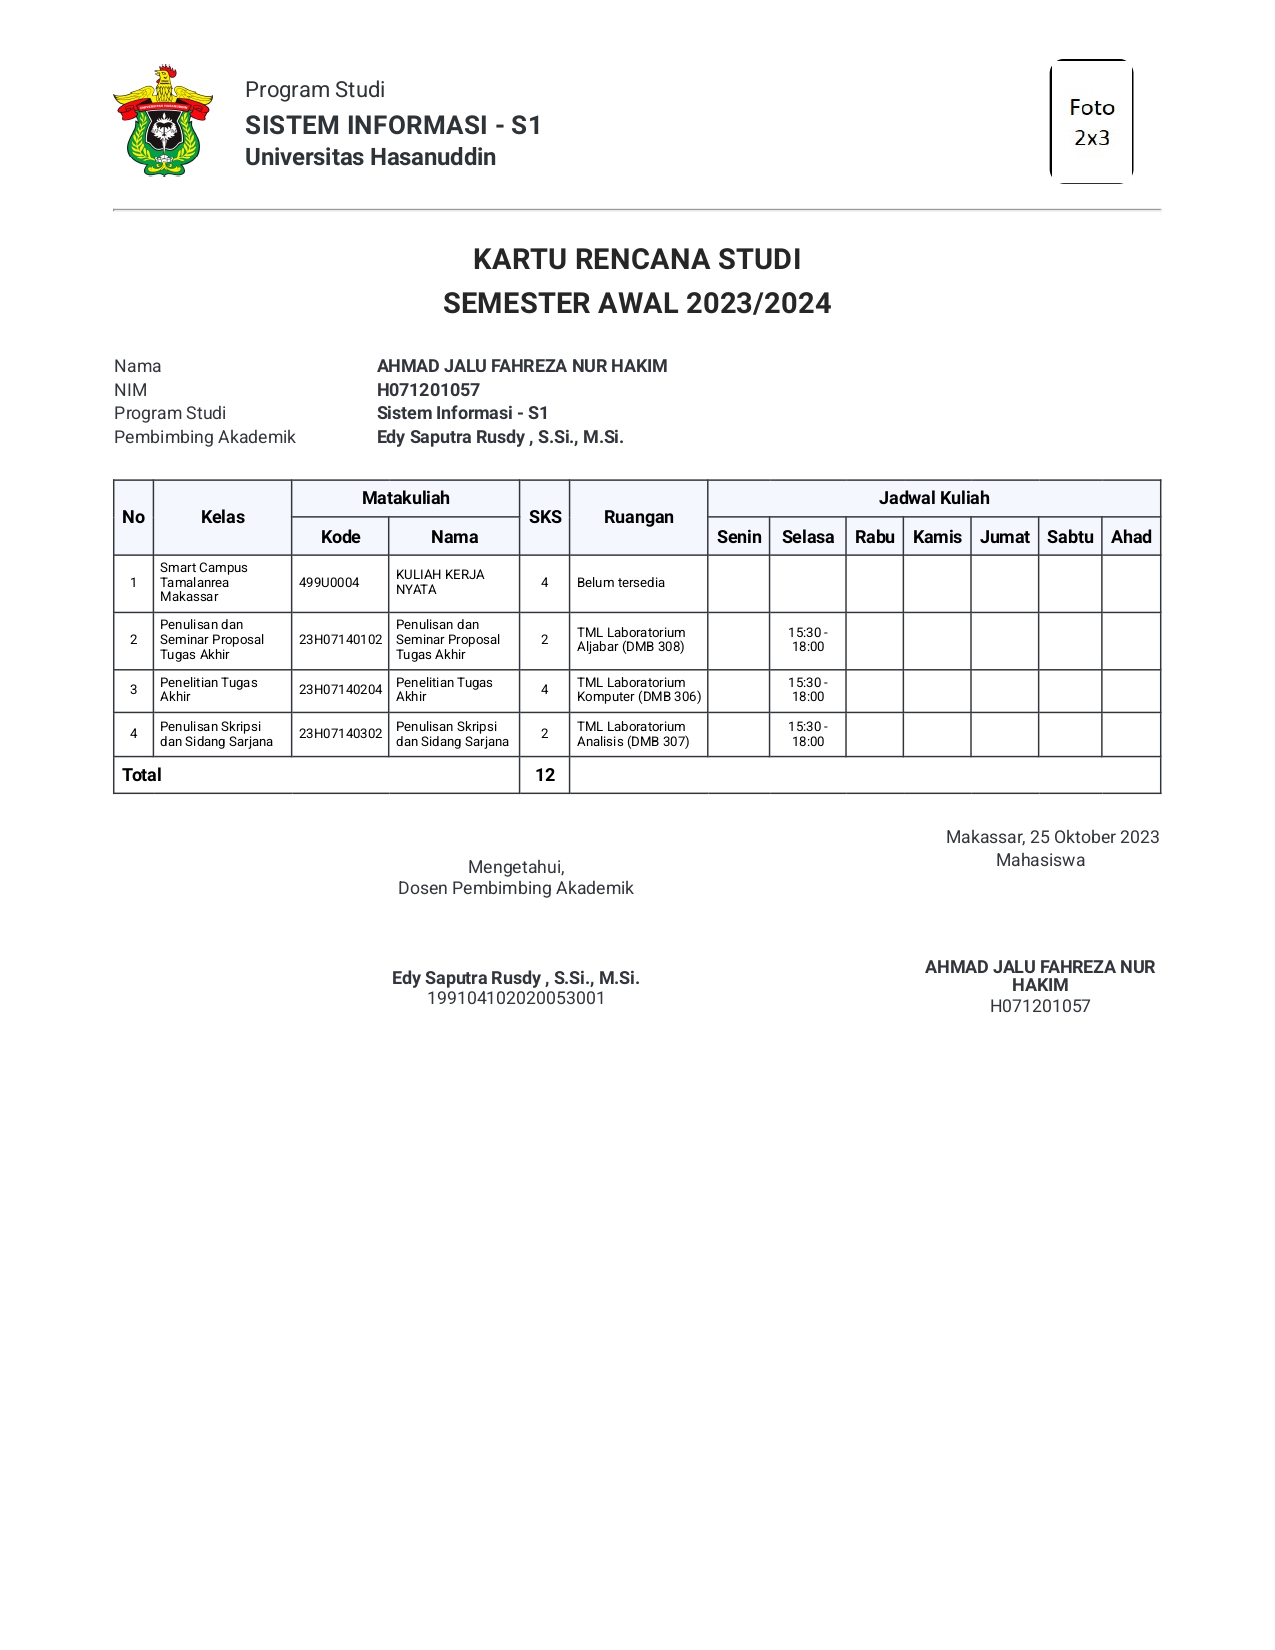 UNIVERSITAS HASANUDDIN
Program Studi
SISTEM INFORMASI - S1
Universitas Hasanuddin
Foto
2x3
KARTU RENCANA STUDI
SEMESTER AWAL 2023/2024
Nama AHMAD JALU FAHREZA NUR HAKIM
NIM H071201057
Program Studi Sistem Informasi - S1
Pembimbing Akademik Edy Saputra Rusdy , S.Si., M.Si.
No Kelas Matakuliah SKS Ruangan Jadwal Kuliah
Kode Nama Senin Selasa Rabu Kamis Jumat Sabtu Ahad
1 Smart Campus Tamalanrea Makassar 499U0004 KULIAH KERJA NYATA 4 Belum tersedia
2 Penulisan dan Seminar Proposal Tugas Akhir 23H07140102 Penulisan dan Seminar Proposal Tugas Akhir 2 TML Laboratorium Aljabar (DMB 308) 15:30 - 18:00
3 Penelitian Tugas Akhir 23H07140204 Penelitian Tugas Akhir 4 TML Laboratorium Komputer (DMB 306) 15:30 - 18:00
4 Penulisan Skripsi dan Sidang Sarjana 23H07140302 Penulisan Skripsi dan Sidang Sarjana 2 TML Laboratorium Analisis (DMB 307) 15:30 - 18:00
Total 12
Makassar, 25 Oktober 2023
Mahasiswa
Mengetahui,
Dosen Pembimbing Akademik
Edy Saputra Rusdy , S.Si., M.Si.
199104102020053001
AHMAD JALU FAHREZA NUR
HAKIM
H071201057